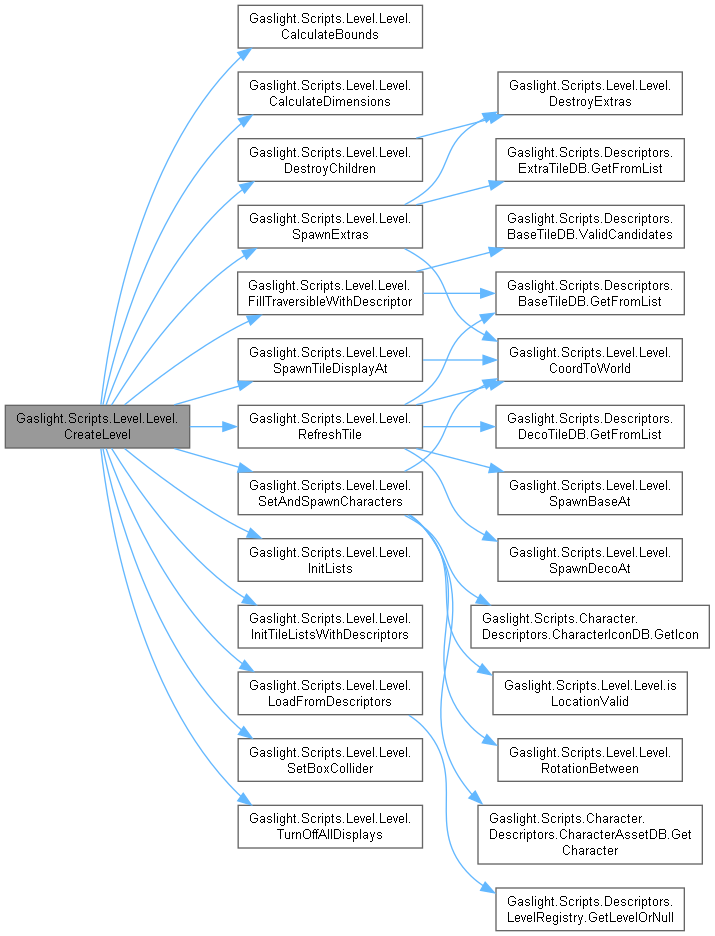 Gaslight.Scripts.Level.Level.
CreateLevel
Gaslight.Scripts.Level.Level.
CalculateBounds
Gaslight.Scripts.Level.Level.
CalculateDimensions
Gaslight.Scripts.Level.Level.
DestroyChildren
Gaslight.Scripts.Level.Level.
SpawnExtras
Gaslight.Scripts.Level.Level.
FillTraversibleWithDescriptor
Gaslight.Scripts.Level.Level.
SpawnTileDisplayAt
Gaslight.Scripts.Level.Level.
RefreshTile
Gaslight.Scripts.Level.Level.
SetAndSpawnCharacters
Gaslight.Scripts.Level.Level.
InitLists
Gaslight.Scripts.Level.Level.
InitTileListsWithDescriptors
Gaslight.Scripts.Level.Level.
LoadFromDescriptors
Gaslight.Scripts.Level.Level.
SetBoxCollider
Gaslight.Scripts.Level.Level.
TurnOffAllDisplays
Gaslight.Scripts.Level.Level.
DestroyExtras
Gaslight.Scripts.Descriptors.
ExtraTileDB.GetFromList
Gaslight.Scripts.Descriptors.
BaseTileDB.ValidCandidates
Gaslight.Scripts.Descriptors.
BaseTileDB.GetFromList
Gaslight.Scripts.Level.Level.
CoordToWorld
Gaslight.Scripts.Descriptors.
DecoTileDB.GetFromList
Gaslight.Scripts.Level.Level.
SpawnBaseAt
Gaslight.Scripts.Level.Level.
SpawnDecoAt
Gaslight.Scripts.Character.
Descriptors.CharacterIconDB.GetIcon
Gaslight.Scripts.Level.Level.is
LocationValid
Gaslight.Scripts.Level.Level.
RotationBetween
Gaslight.Scripts.Character.
Descriptors.CharacterAssetDB.Get
Character
Gaslight.Scripts.Descriptors.
LevelRegistry.GetLevelOrNull